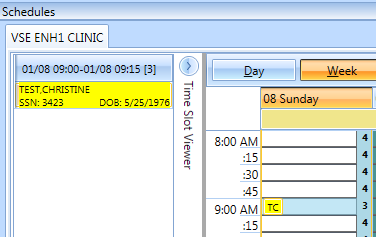 Schedules
VSE ENH1 CLINIC
01/08 09:00-01/08 09:15 [3]
TEST,CHRISTINE
SSN: 3423 DOB: 5/25/1976
Time Slot Viewer
Day Week
08 Sunday
8:00 AM 4
:15 4
:30 4
:45 4
9:00 AM TC 3
:15 4